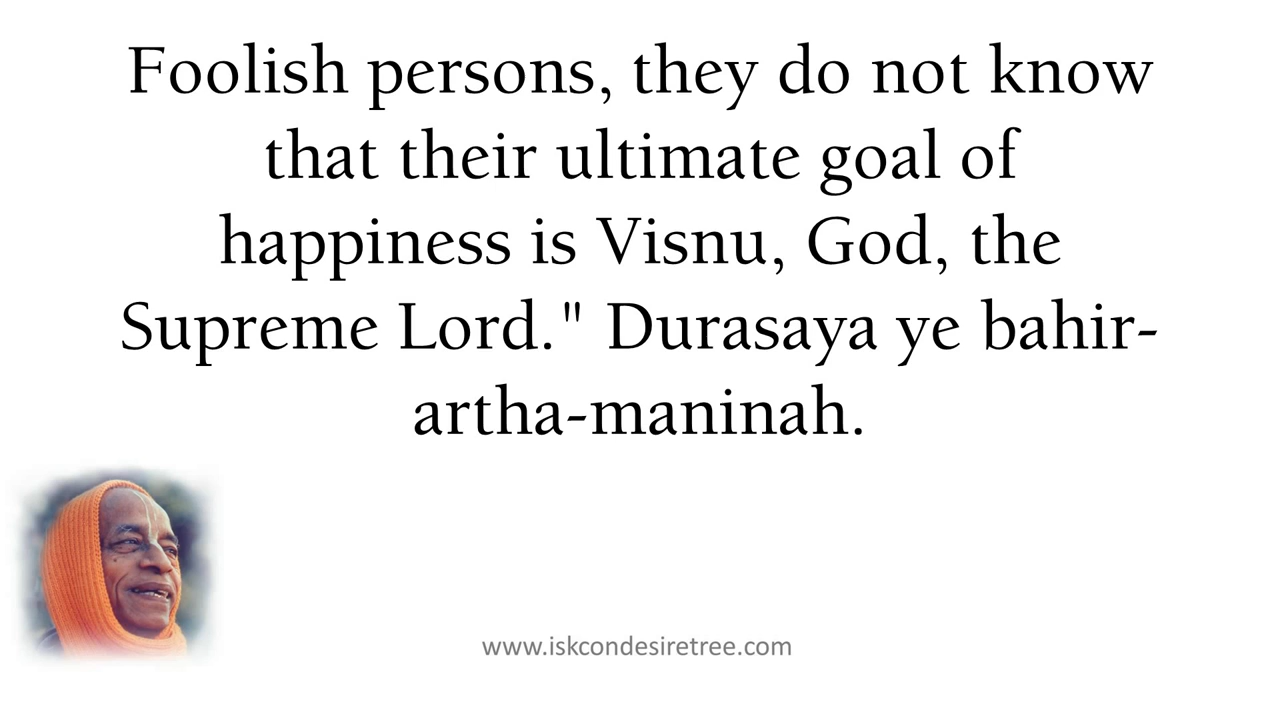 Foolish persons, they do not know
that their ultimate goal of
happiness is Visnu, God, the
Supreme Lord." Durasaya ye bahir-
artha-maninah.
www.iskcondesiretree.com